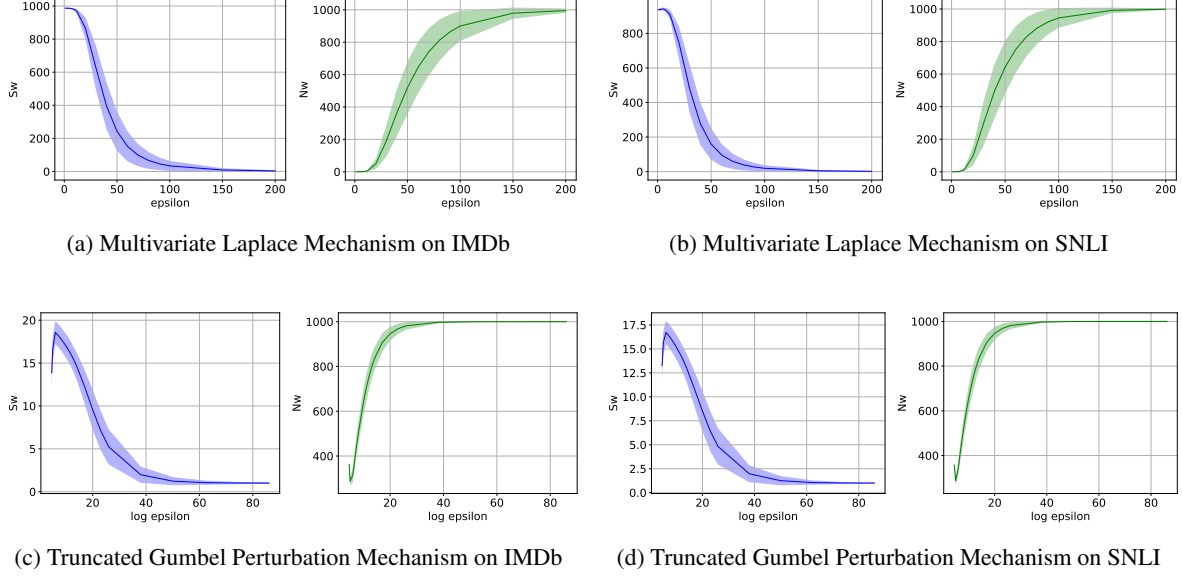 1000
800
600
400
200
0
Sw
0 50 100 150 200
epsilon
1000
800
600
400
200
0
Nw
0 50 100 150 200
epsilon
1000
800
600
400
200
0
Sw
0 50 100 150 200
epsilon
1000
800
600
400
200
0
Nw
0 50 100 150 200
epsilon
(a) Multivariate Laplace Mechanism on IMDb
(b) Multivariate Laplace Mechanism on SNLI
20
15
10
5
0
Sw
20 40 60 80
log epsilon
1000
800
600
400
Nw
20 40 60 80
log epsilon
17.5
15.0
12.5
10.0
7.5
5.0
2.5
0.0
Sw
20 40 60 80
log epsilon
1000
800
600
400
Nw
20 40 60 80
log epsilon
(c) Truncated Gumbel Perturbation Mechanism on IMDb
(d) Truncated Gumbel Perturbation Mechanism on SNLI